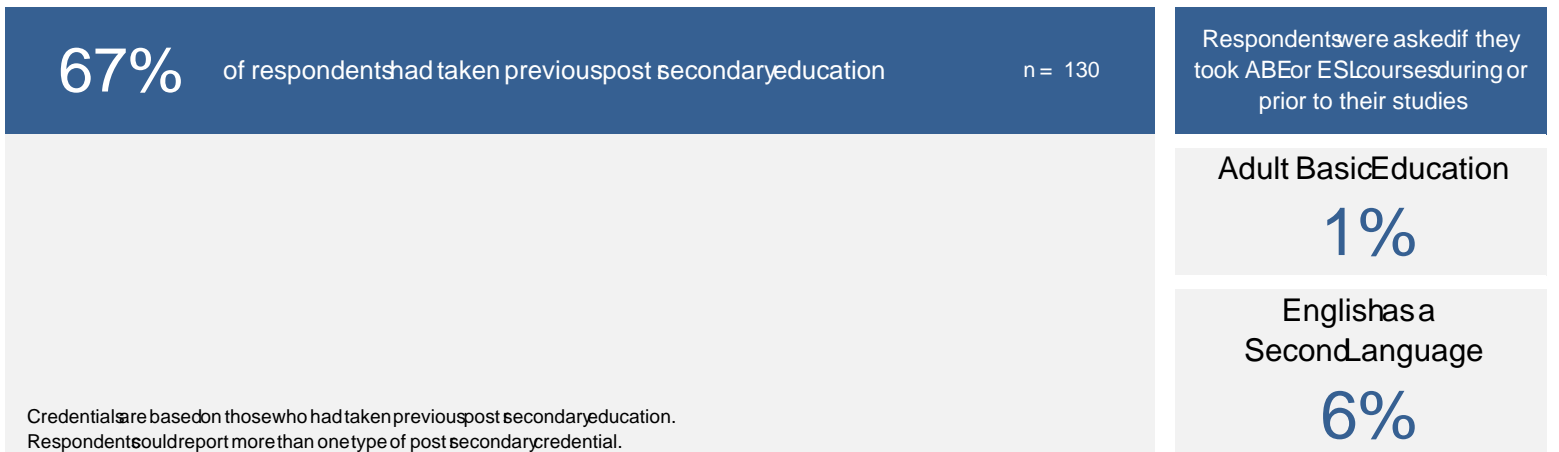 67% of respondents had taken previous post secondary education n = 130
Credentials are based on those who had taken previous post secondary education.
Respondents could report more than one type of post secondary credential.
Respondents were asked if they
took ABE or ESL courses during or
prior to their studies
Adult Basic Education
1%
English as a
Second Language
6%